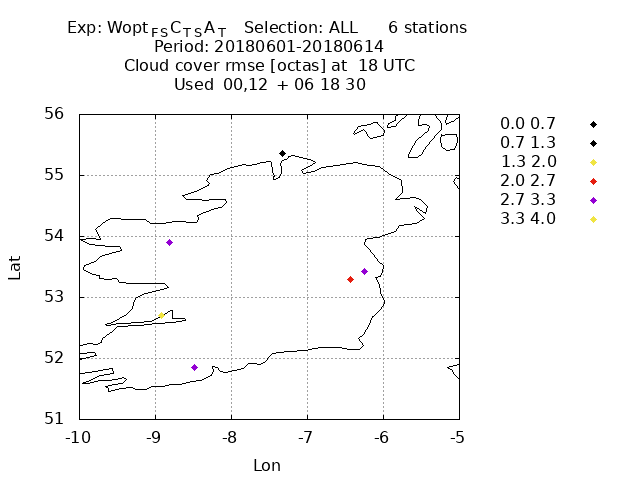 Exp: Wopt FS C TS A T Selection: ALL 6 stations
Period: 20180601-20180614
Cloud cover rmse [octas] at 18 UTC
Used 00,12 + 06 18 30
0.0 0.7
0.7 1.3
1.3 2.0
2.0 2.7
2.7 3.3
3.3 4.0
56
55
54
53
52
51
Lat
-10 -9 -8 -7 -6 -5
Lon